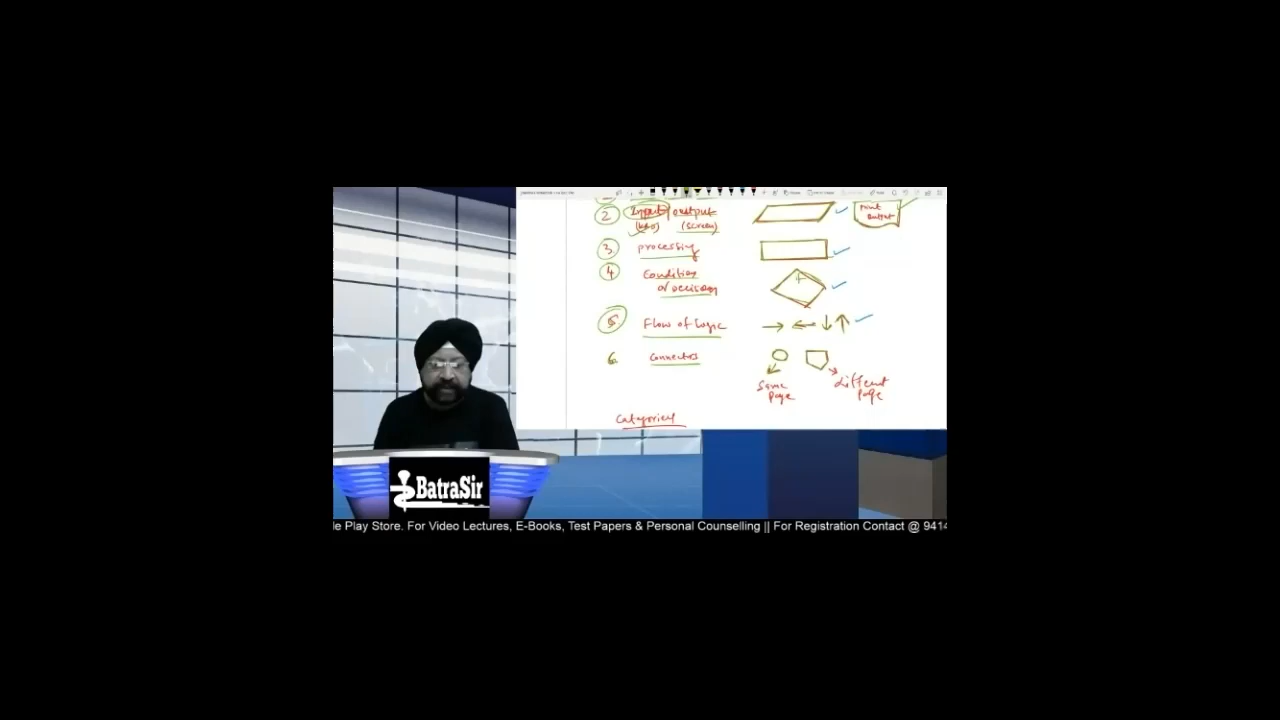 2 Input/ output
(KBD) (Screen)
Print
Button
3 processing
4 Condition
or Decision
5 Flow of Logic
6. Connectors
Same
Page
different
Page
Categories
BatraSir
le Play Store. For Video Lectures, E-Books, Test Papers & Personal Counselling || For Registration Contact @ 9414